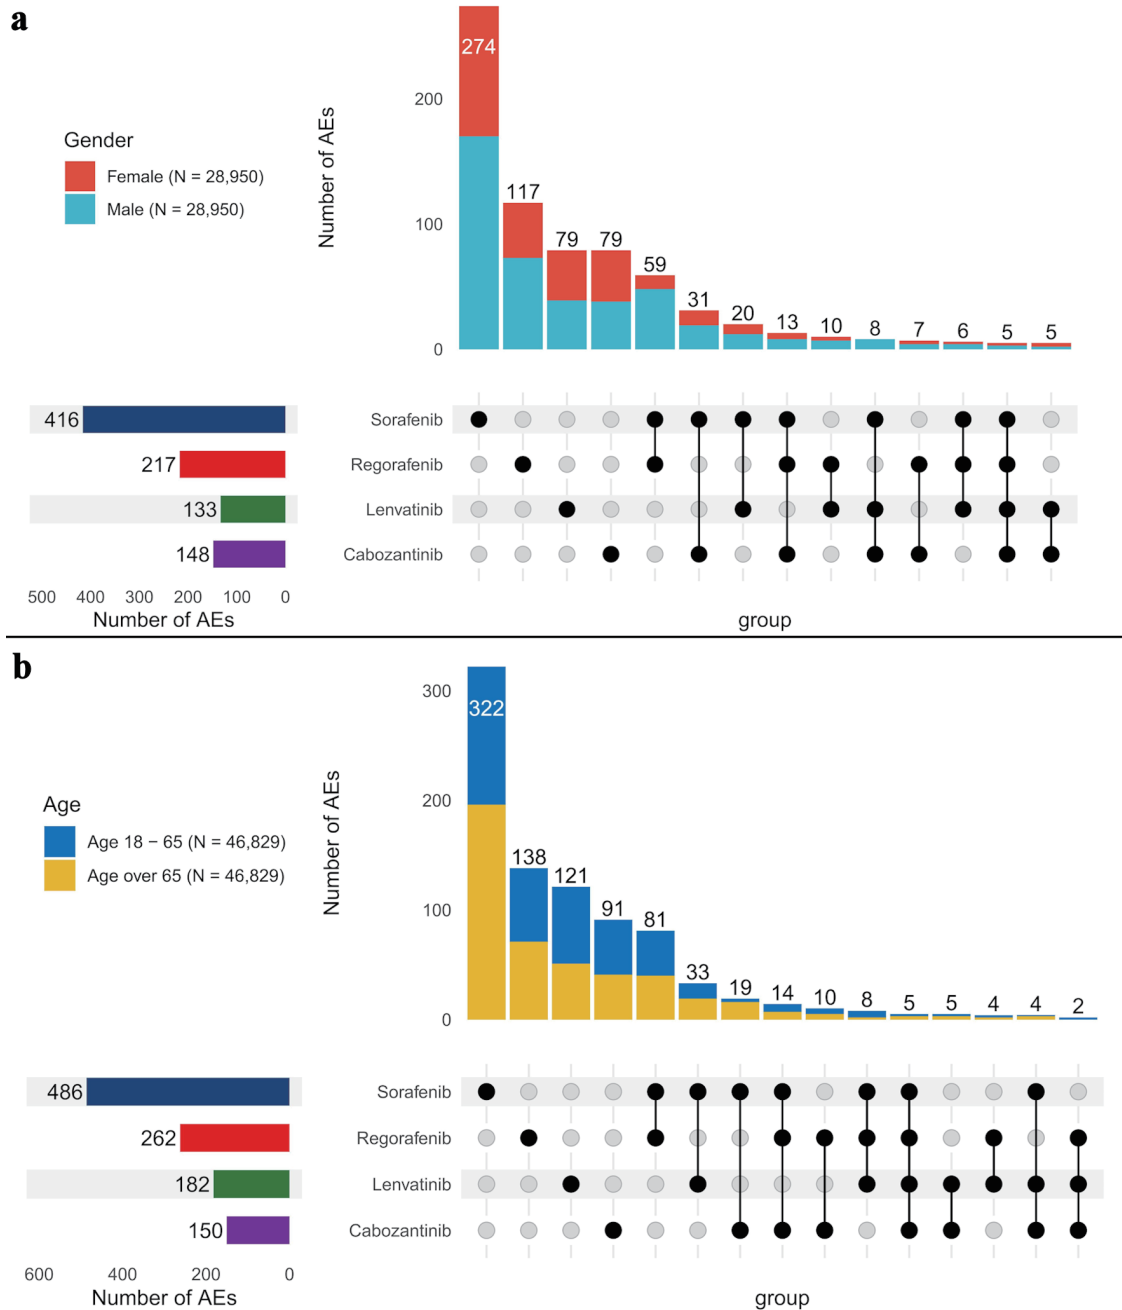 a
274
200
100
0
Number of AEs
Gender
Female (N = 28,950)
Male (N = 28,950)
117
79
79
59
31
20
13
10
8
7
6
5
5
416
217
133
148
500 400 300 200 100 0
Number of AEs
Sorafenib
Regorafenib
Lenvatinib
Cabozantinib
group
b
322
300
200
100
0
Number of AEs
Age
Age 18 − 65 (N = 46,829)
Age over 65 (N = 46,829)
138
121
91
81
33
19
14
10
8
5
5
4
4
2
486
262
182
150
600 400 200 0
Number of AEs
Sorafenib
Regorafenib
Lenvatinib
Cabozantinib
group